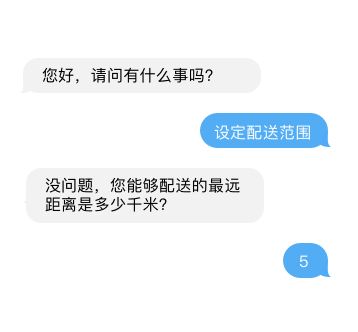 您好，请问有什么事吗？
设定配送范围
没问题，您能够配送的最远
距离是多少千米？
5